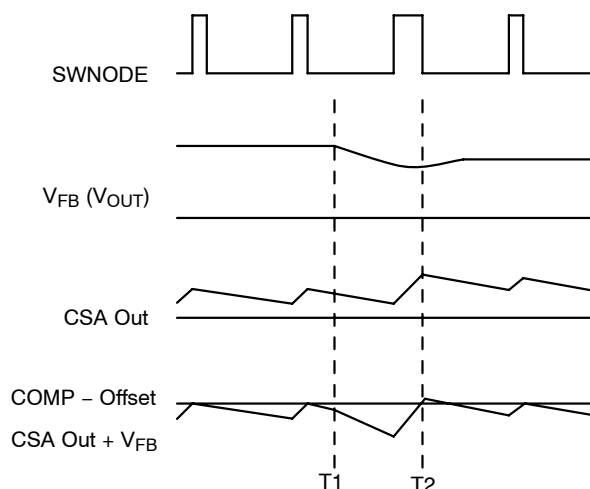 SWNODE
V_FB (V_OUT)
CSA Out
COMP – Offset
CSA Out + V_FB
T1
T2